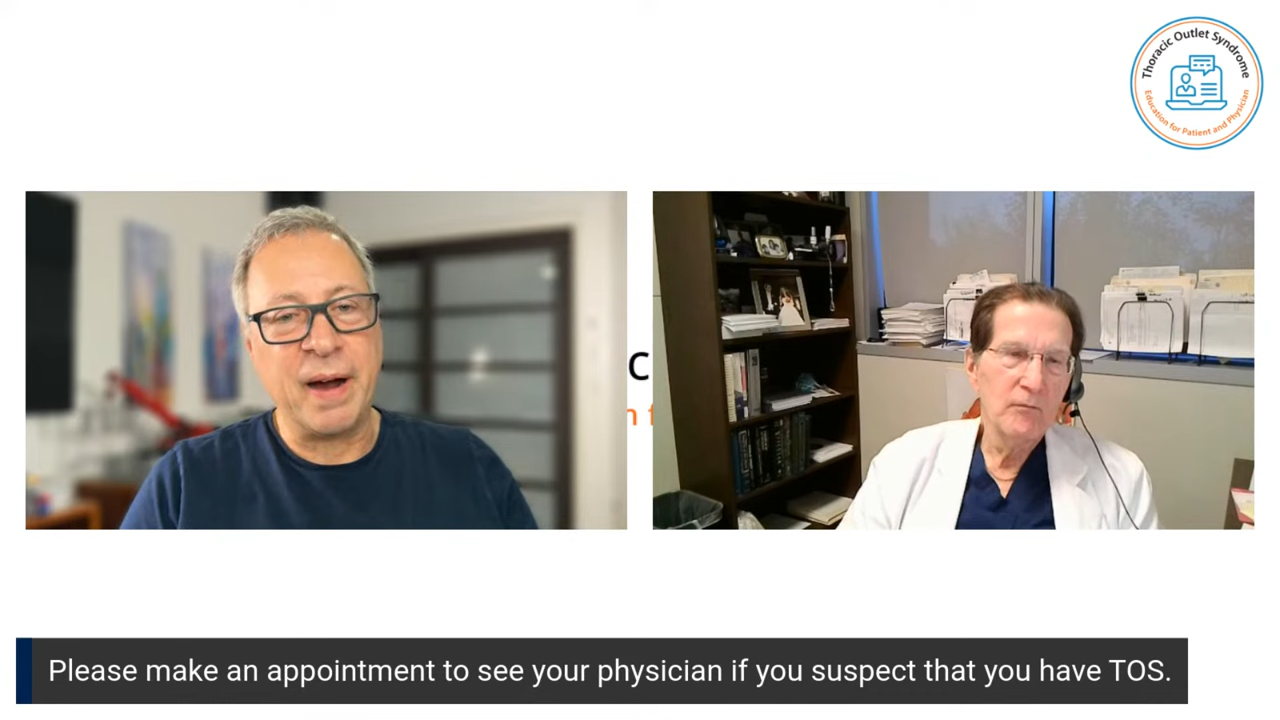 Thoracic Outlet Syndrome
Education for Patient and Physician
Please make an appointment to see your physician if you suspect that you have TOS.